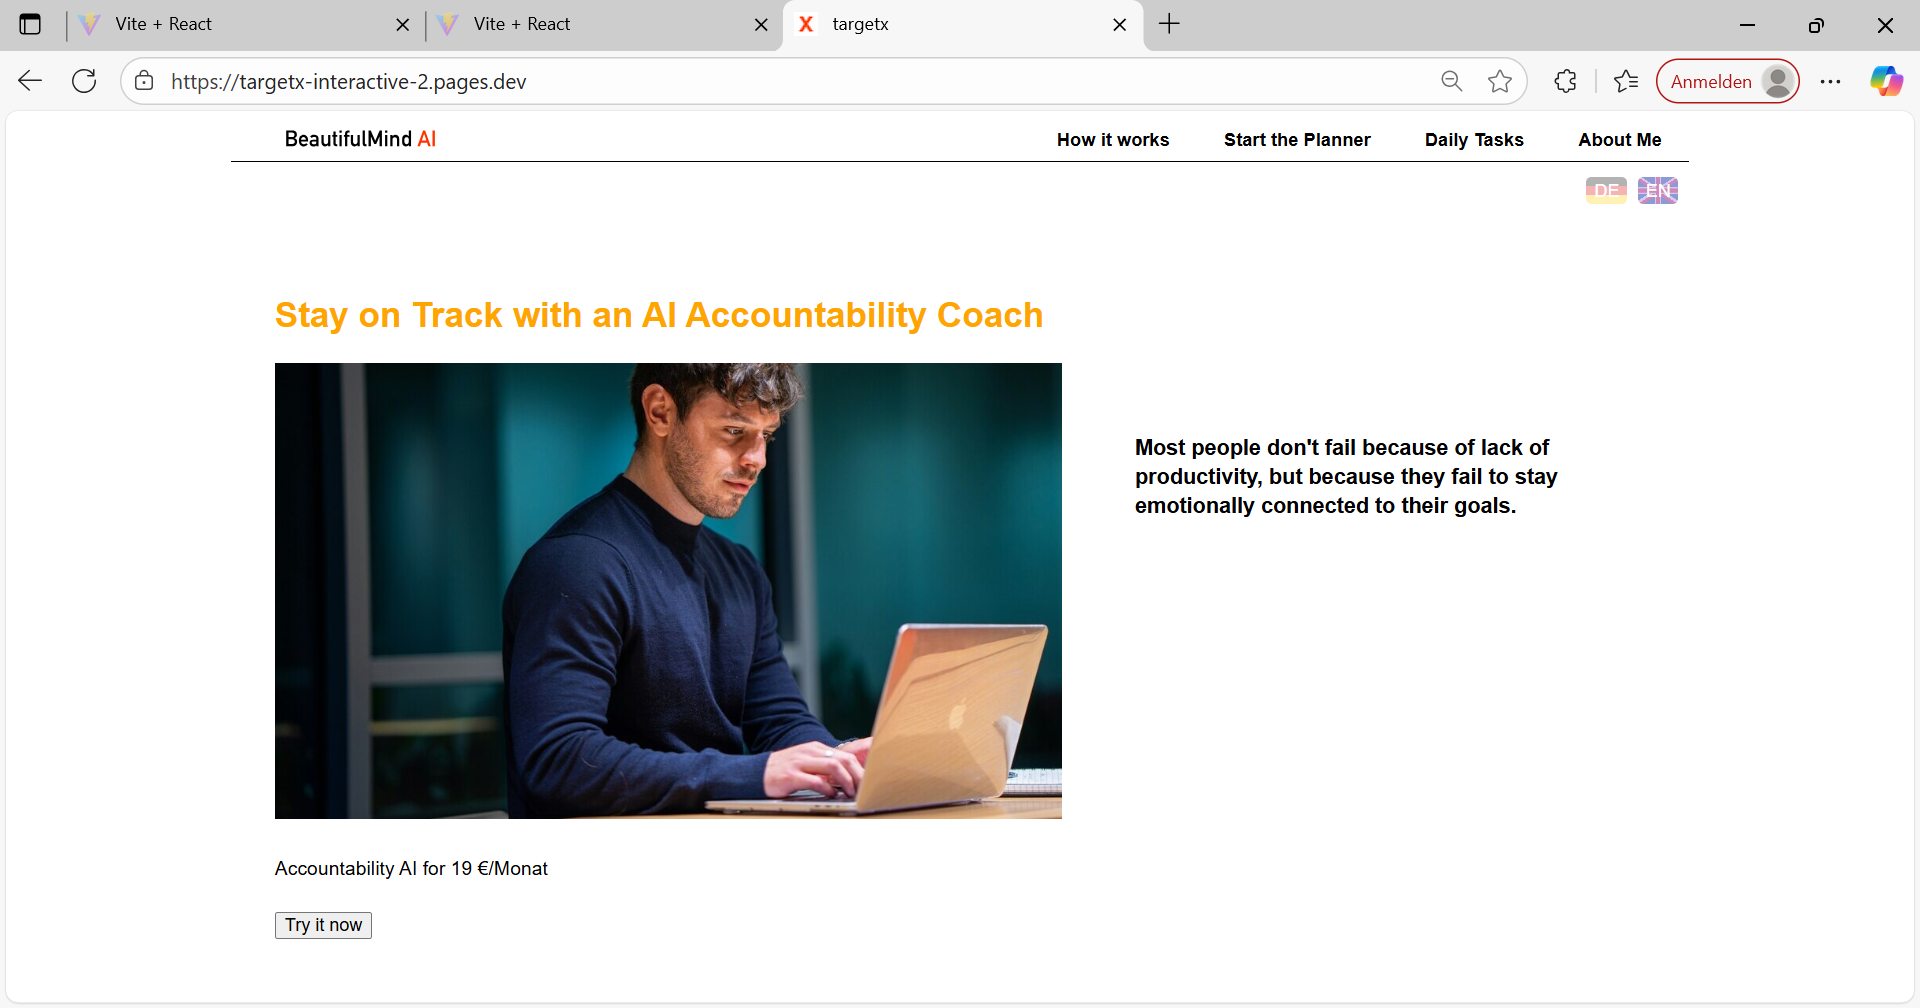 Vite + React
Vite + React
X targetx
https://targetx-interactive-2.pages.dev
Anmelden
BeautifulMind AI
How it works
Start the Planner
Daily Tasks
About Me
DE
EN
Stay on Track with an AI Accountability Coach
Most people don't fail because of lack of
productivity, but because they fail to stay
emotionally connected to their goals.
Accountability AI for 19 €/Monat
Try it now